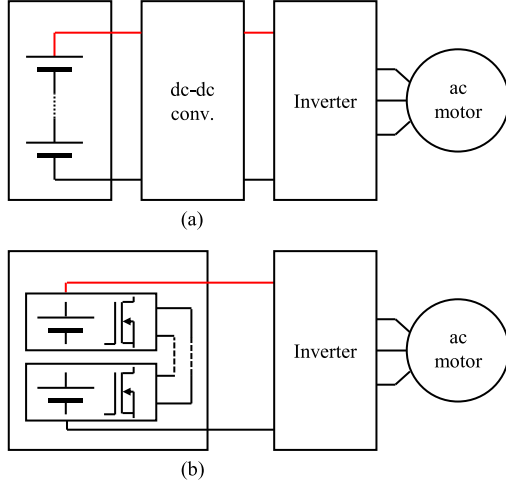 dc-dc
conv.
Inverter
ac
motor
(a)
Inverter
ac
motor
(b)